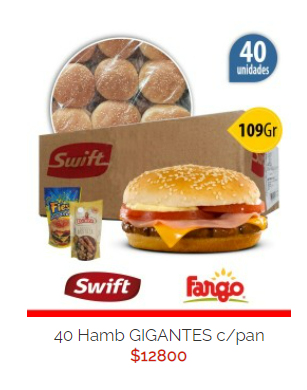 40
unidades
109Gr
Swift
Swift
Fargo
40 Hamb GIGANTES c/pan
$12800